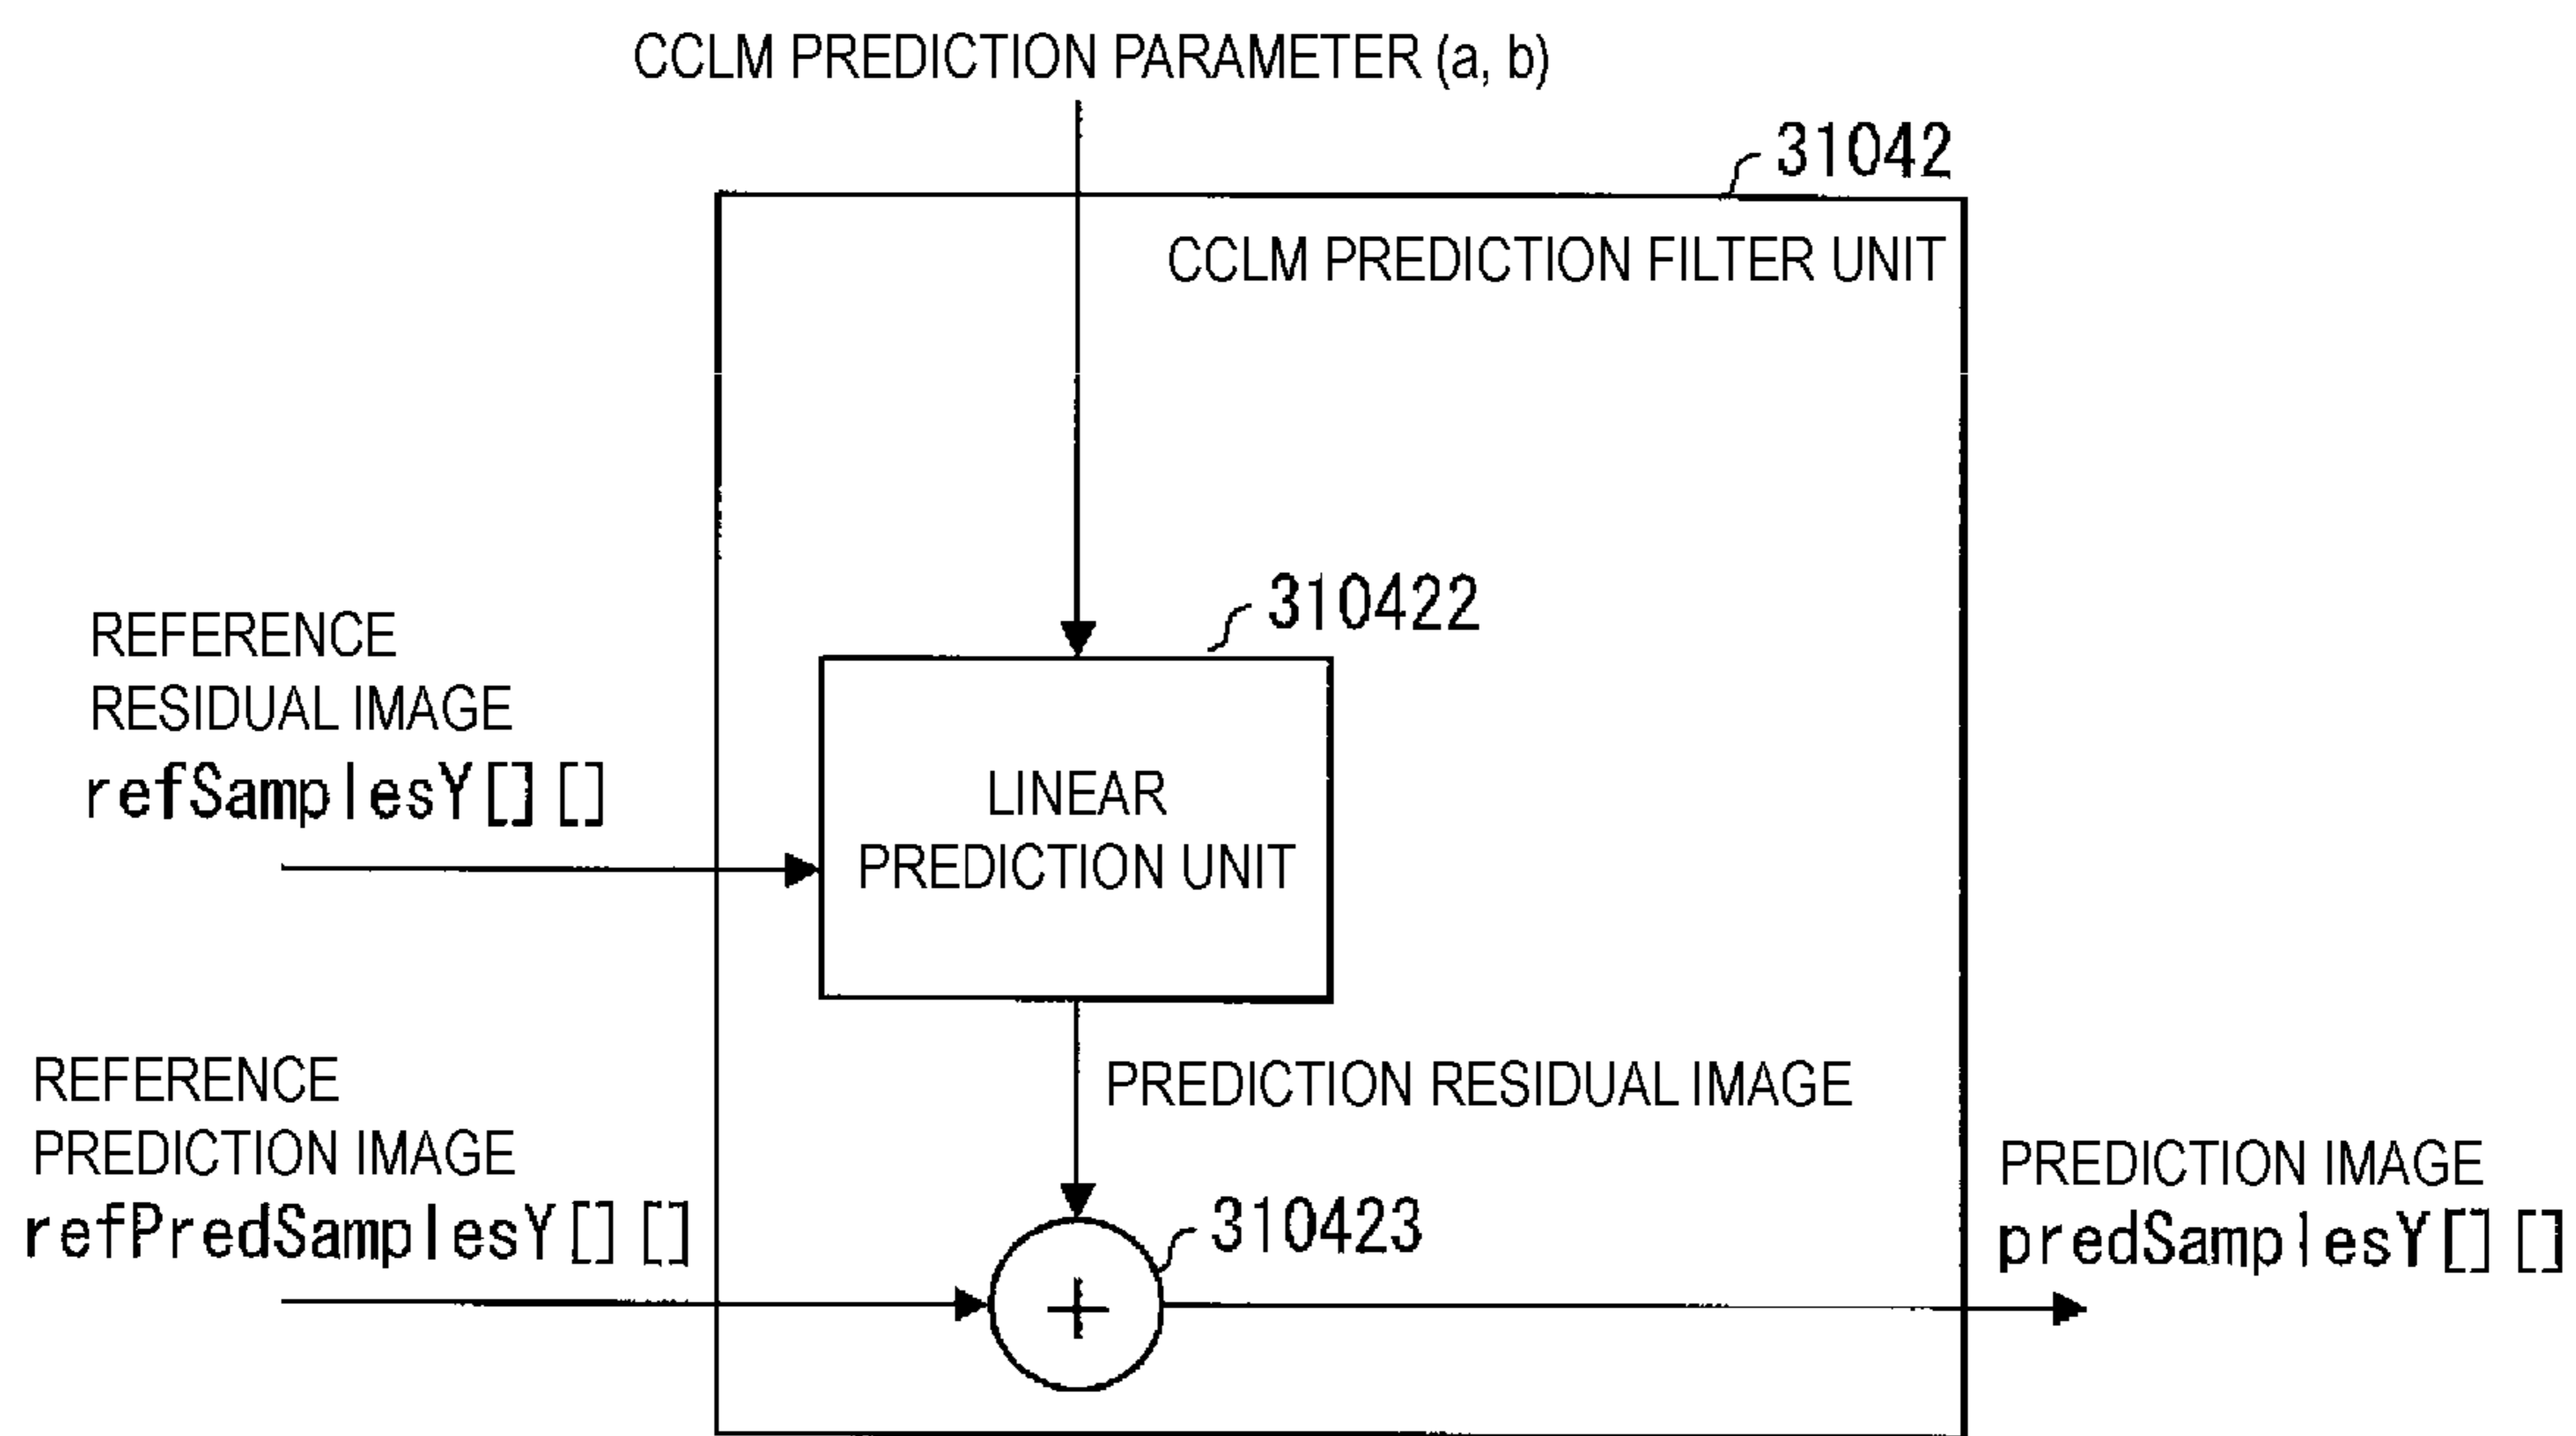 CCLM PREDICTION PARAMETER (a, b)
31042
CCLM PREDICTION FILTER UNIT
310422
REFERENCE
RESIDUAL IMAGE
refSamplesY[][]
LINEAR
PREDICTION UNIT
REFERENCE
PREDICTION IMAGE
refPredSamplesY[][]
PREDICTION RESIDUAL IMAGE
310423
+
PREDICTION IMAGE
predSamplesY[][]